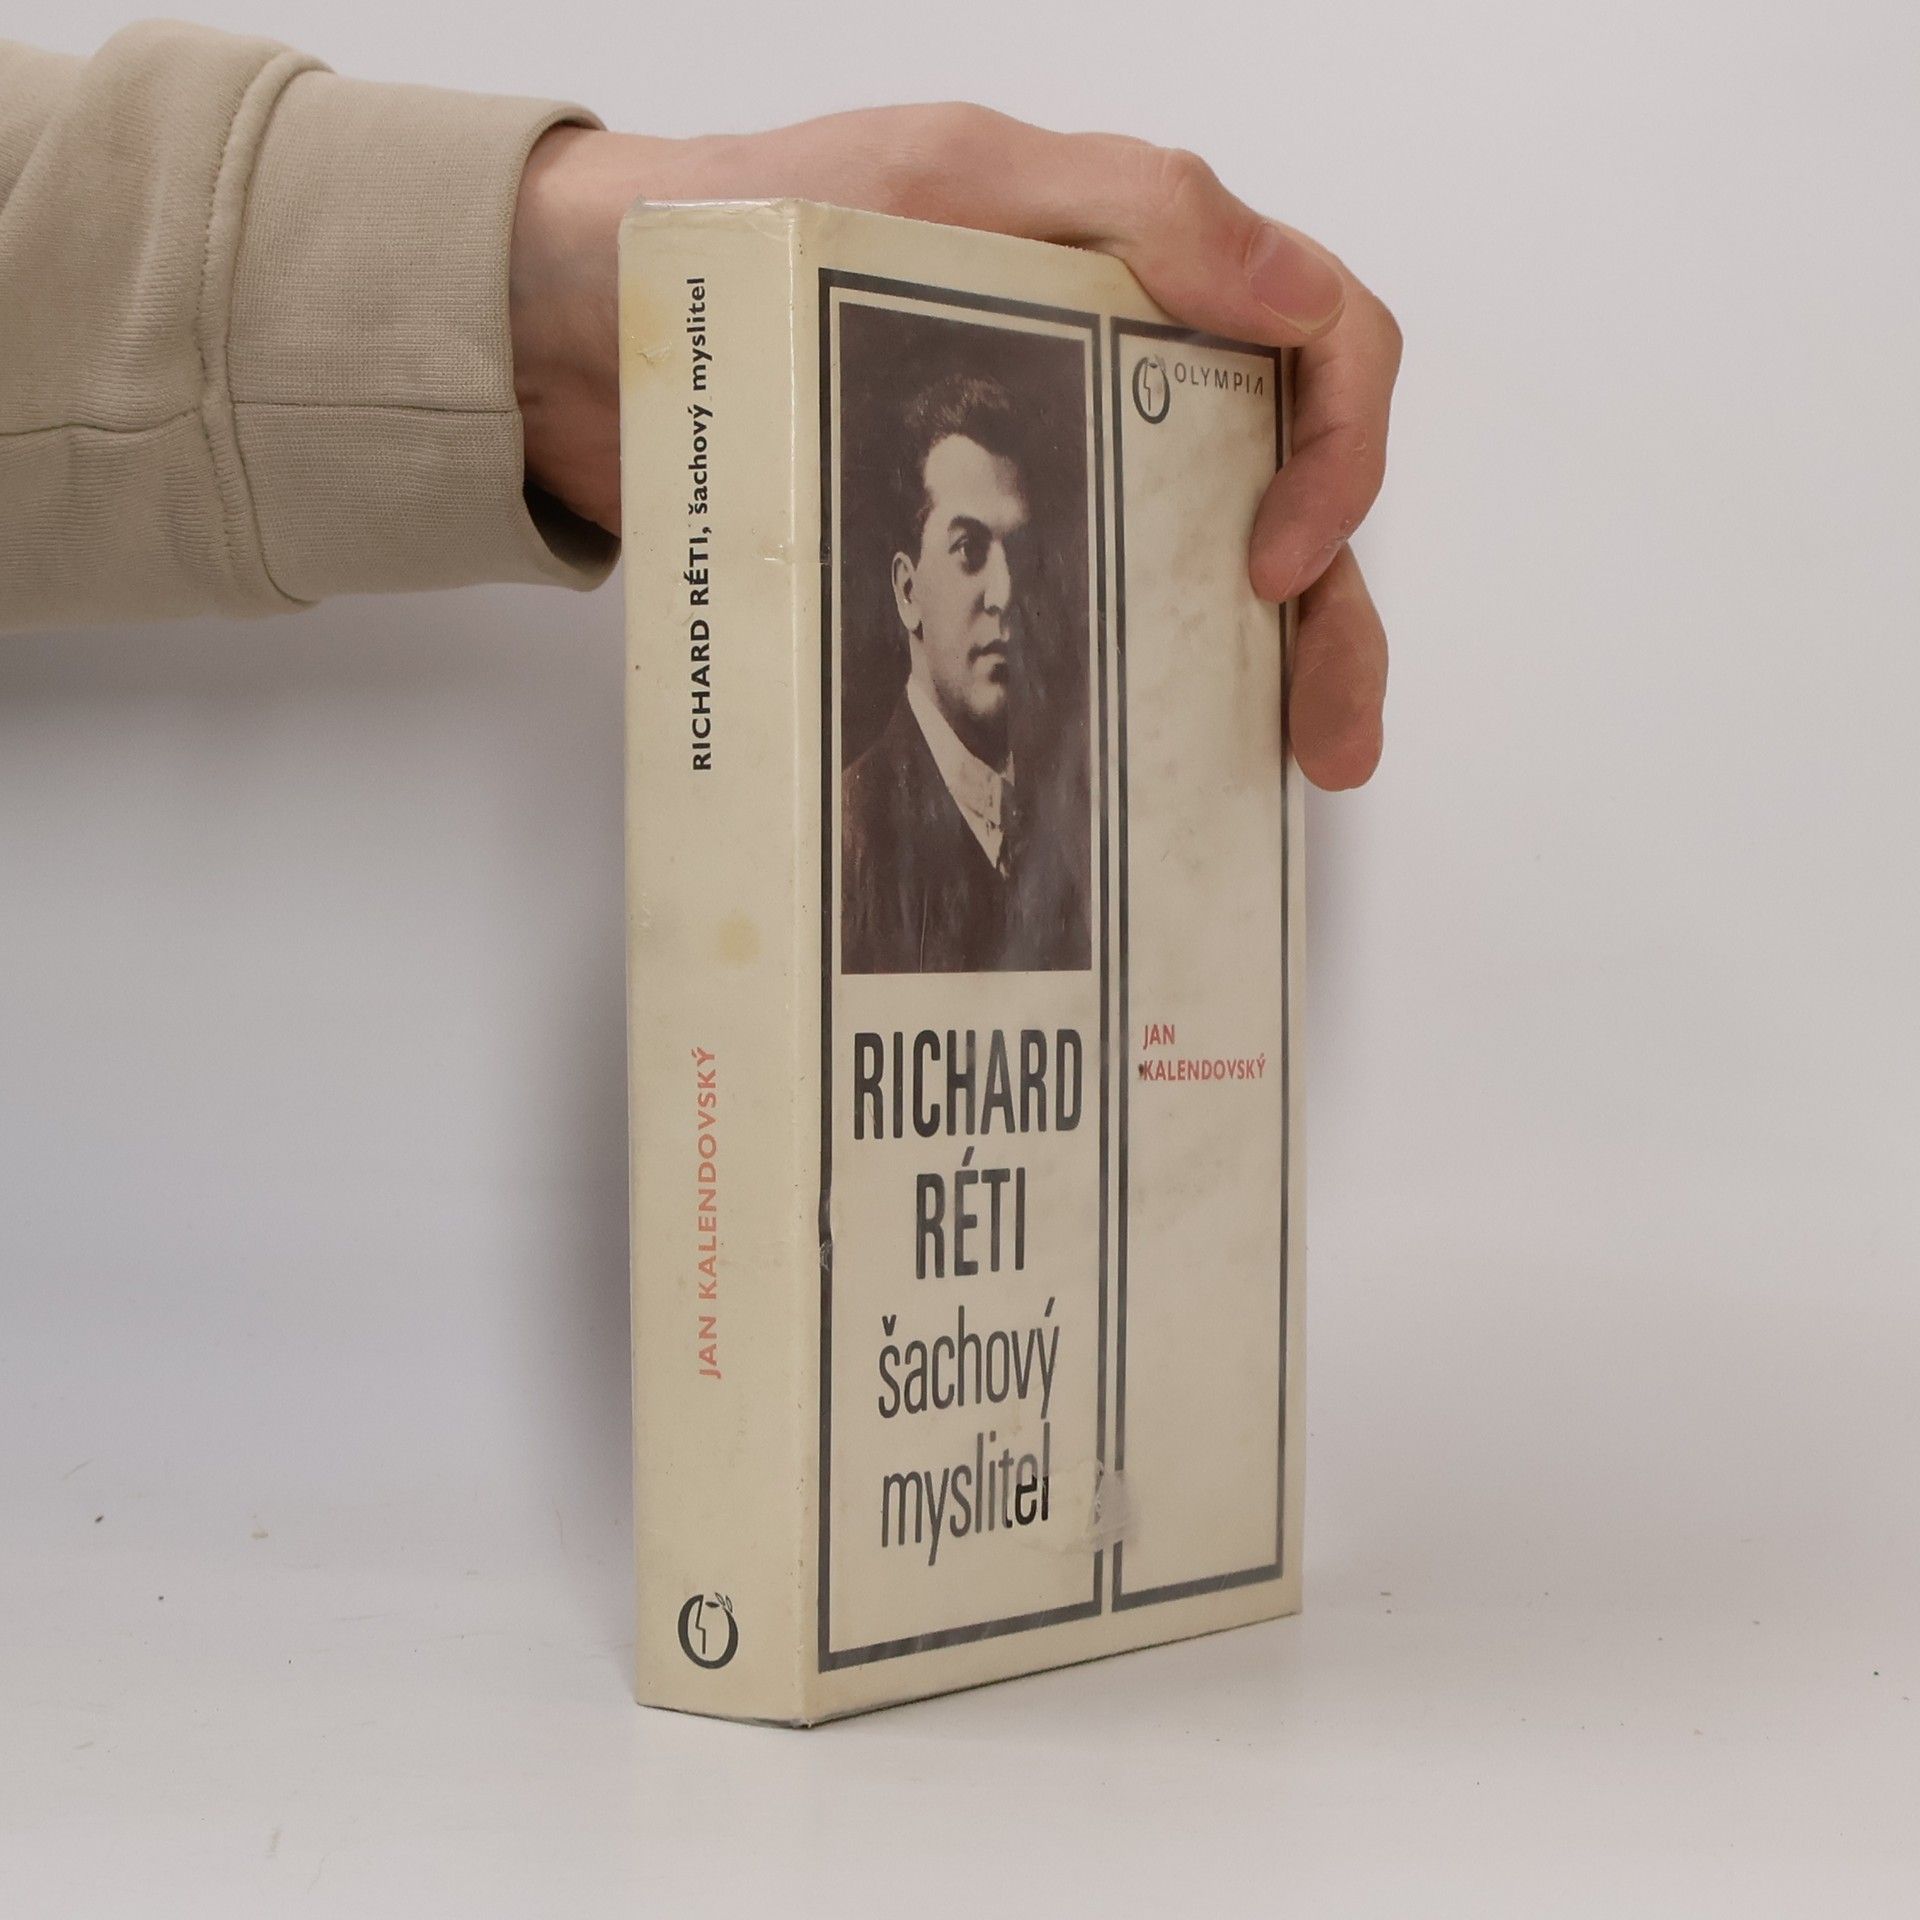 RICHARD RÉTI, šachový myslitel
JAN KALENDOVSKÝ
OLYMPIA
RICHARD
RÉTI
šachový
myslitel
JAN
KALENDOVSKÝ